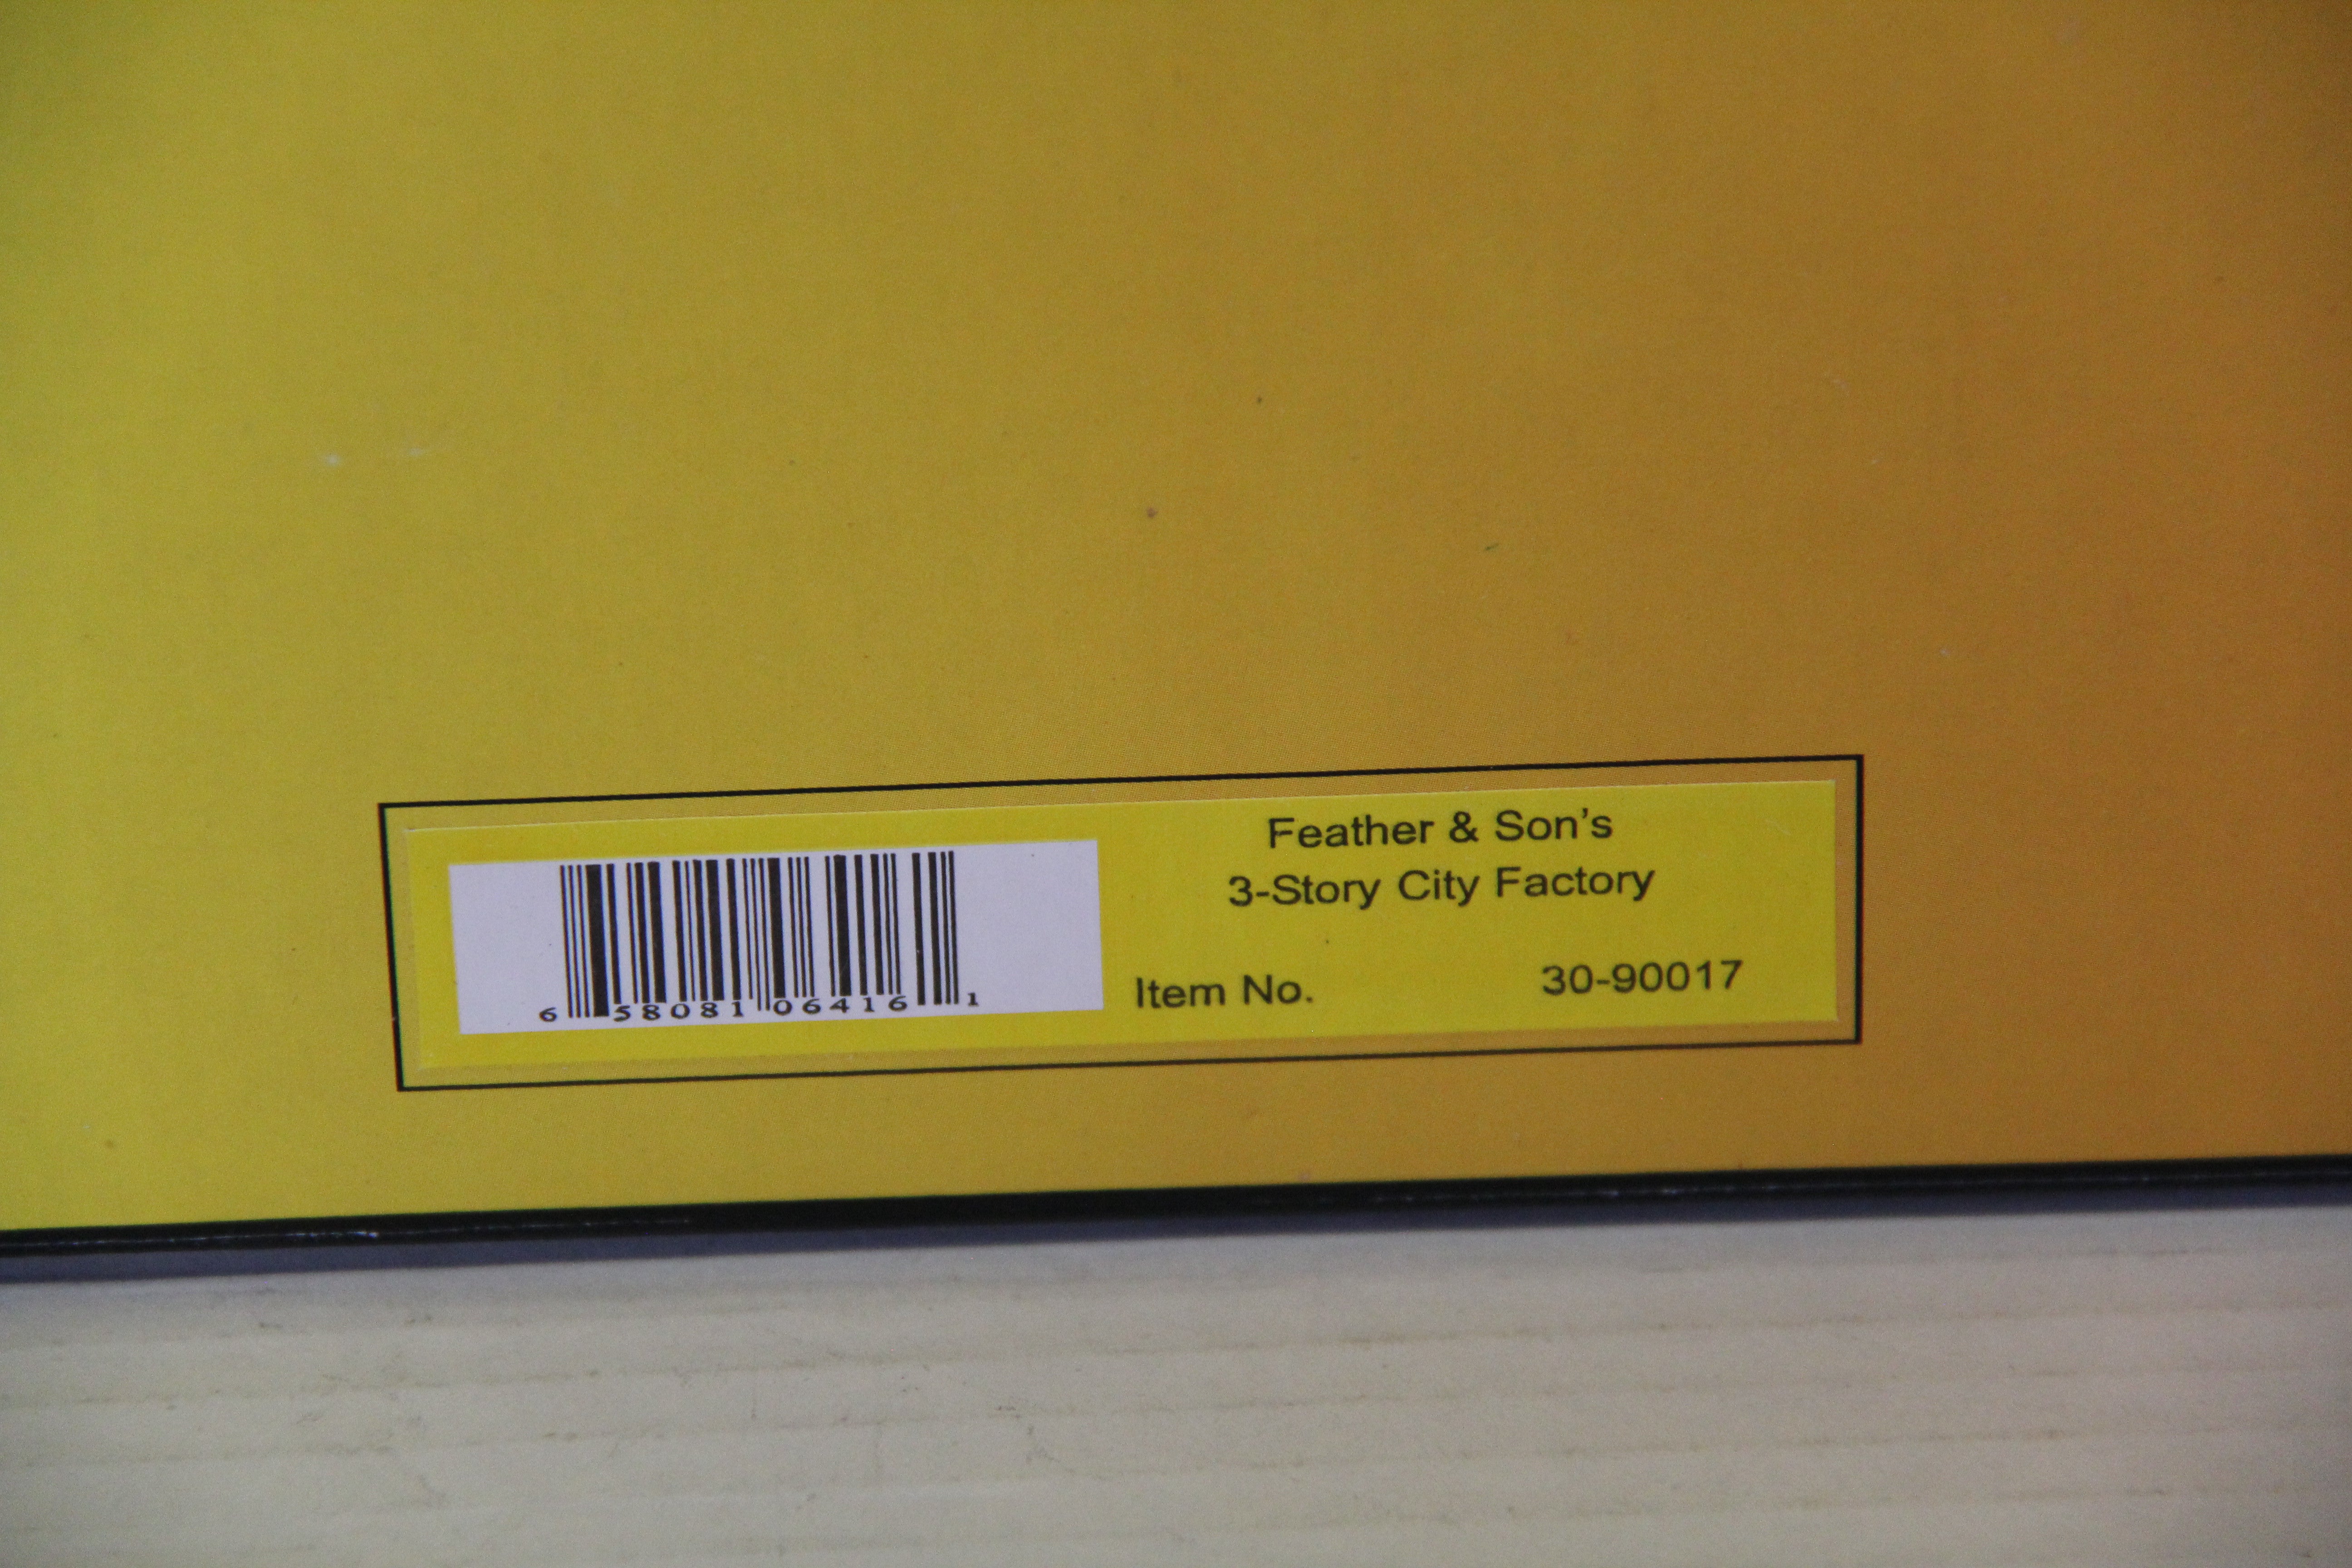 Feather & Son's
3-Story City Factory
Item No. 30-90017
6 58081 06416 1